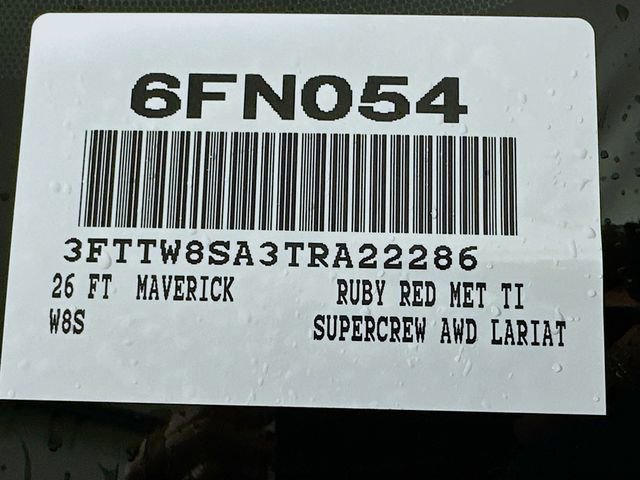 6FN054
3FTTW8SA3TRA22286
26 FT MAVERICK RUBY RED MET TI
W8S SUPERCREW AWD LARIAT